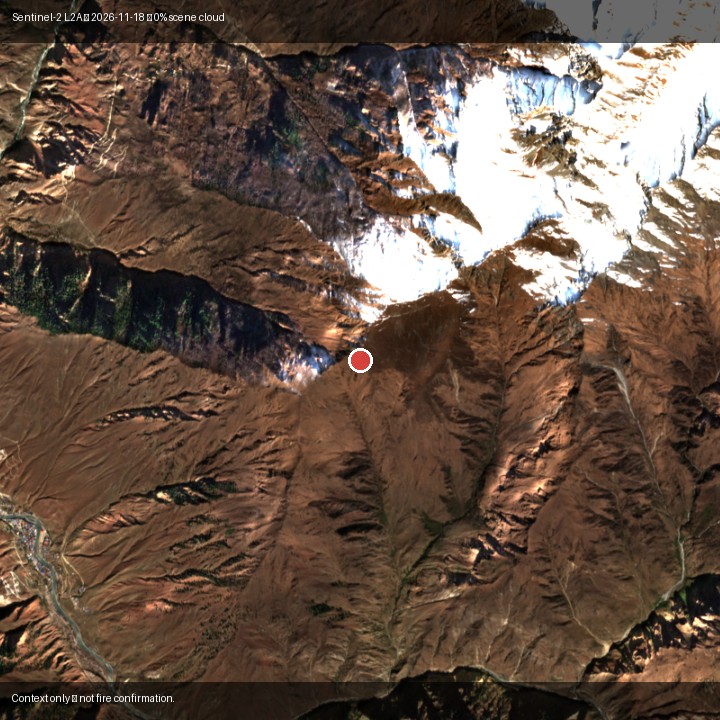 Sentinel-2 L2A▯2026-11-18▯0% scene cloud
Context only▯not fire confirmation.